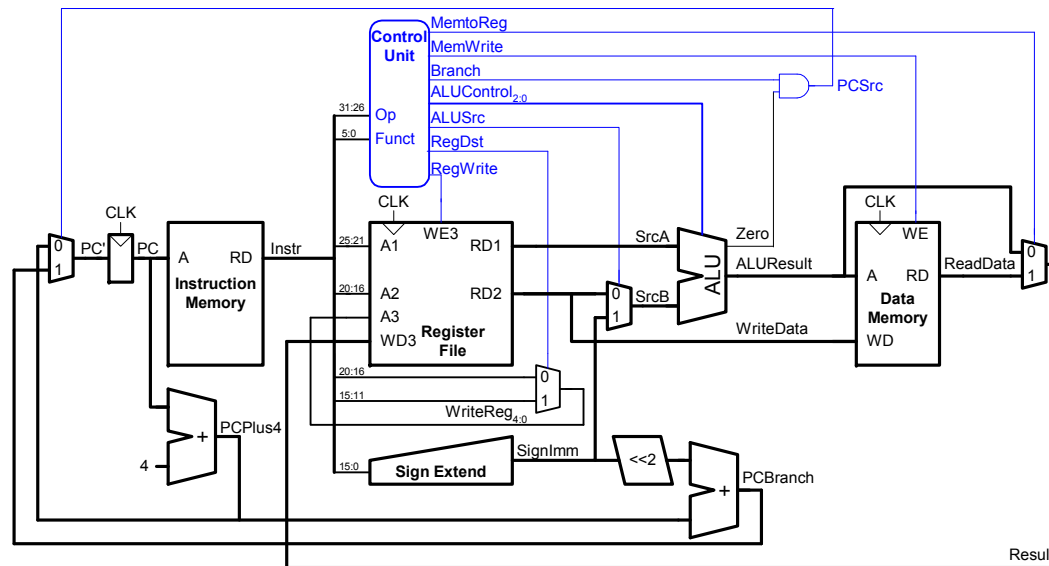 MemtoReg
Control
Unit
MemWrite
Branch
PCSrc
ALUControl2:0
31:26 Op
ALUSrc
5:0 Funct
RegDst
RegWrite
CLK
CLK
CLK
0
1
PC'
PC
A RD
Instruction
Memory
Instr
25:21 A1
WE3
RD1
SrcA
Zero
WE
0
1
20:16 A2
RD2
0
1
SrcB
ALU
ALUResult
A RD
ReadData
Data
Memory
A3
WD3
Register
File
WriteData
WD
20:16
15:11
0
1
WriteReg4:0
PCPlus4
+
4
SignImm
15:0
Sign Extend
<<2
+
PCBranch
Resul